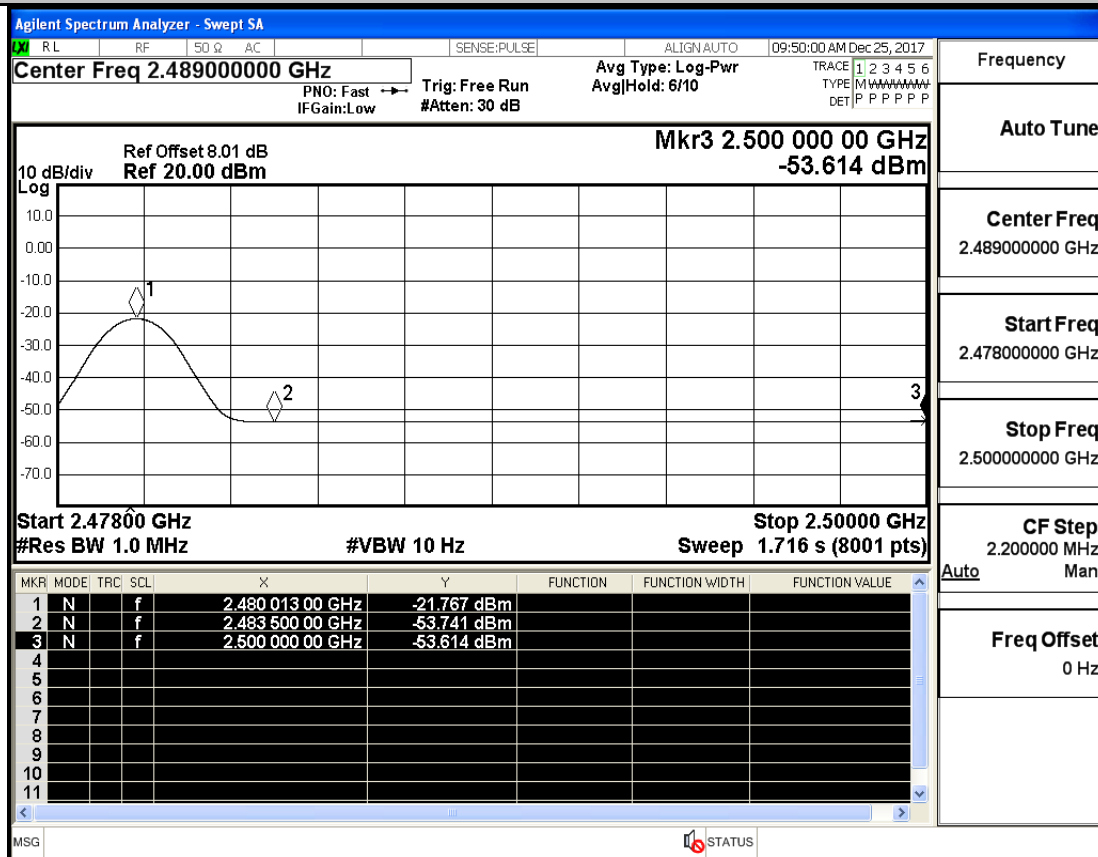 Agilent Spectrum Analyzer - Swept SA
LXI RL RF 50 Ω AC SENSE:PULSE ALIGN AUTO 09:50:00 AM Dec 25, 2017
Center Freq 2.489000000 GHz
PNO: Fast
IFGain:Low
Trig: Free Run
#Atten: 30 dB
Avg Type: Log-Pwr
Avg|Hold: 6/10
TRACE 1 2 3 4 5 6
TYPE M WWWWW
DET P P P P P P
Mkr3 2.500 000 00 GHz
-53.614 dBm
Ref Offset 8.01 dB
10 dB/div Ref 20.00 dBm
Log
10.0
0.00
-10.0
-20.0
-30.0
-40.0
-50.0
-60.0
-70.0
1
2
3
Start 2.47800 GHz Stop 2.50000 GHz
#Res BW 1.0 MHz #VBW 10 Hz Sweep 1.716 s (8001 pts)
MKR MODE TRC SCL X Y FUNCTION FUNCTION WIDTH FUNCTION VALUE
1 N f 2.480 013 00 GHz -21.767 dBm
2 N f 2.483 500 00 GHz -53.741 dBm
3 N f 2.500 000 00 GHz -53.614 dBm
4
5
6
7
8
9
10
11
MSG STATUS
Frequency
Auto Tune
Center Freq
2.489000000 GHz
Start Freq
2.478000000 GHz
Stop Freq
2.500000000 GHz
CF Step
2.200000 MHz
Auto Man
Freq Offset
0 Hz